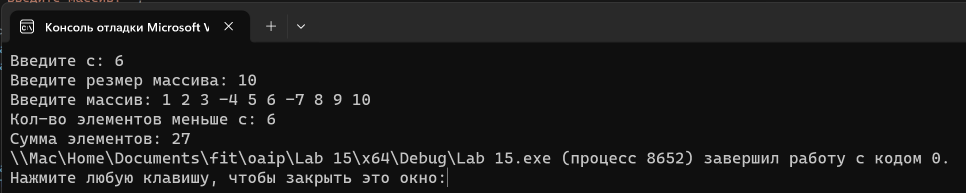 Консоль отладки Microsoft V
Введите c: 6
Введите резмер массива: 10
Введите массив: 1 2 3 -4 5 6 -7 8 9 10
Кол-во элементов меньше c: 6
Сумма элементов: 27
\\Mac\Home\Documents\fit\oaip\Lab 15\x64\Debug\Lab 15.exe (процесс 8652) завершил работу с кодом 0.
Нажмите любую клавишу, чтобы закрыть это окно: